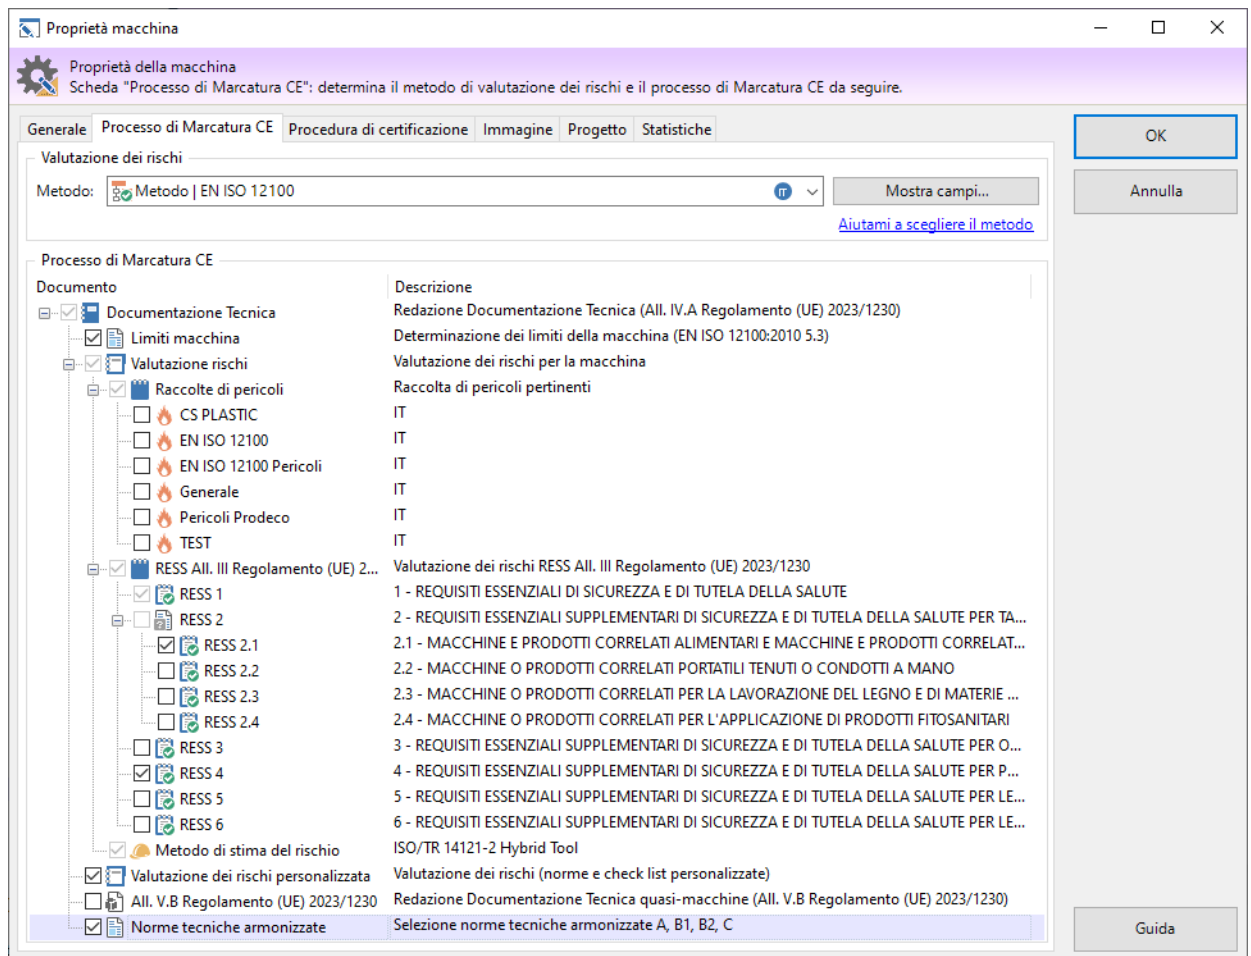 Proprietà macchina
Proprietà della macchina
Scheda "Processo di Marcatura CE": determina il metodo di valutazione dei rischi e il processo di Marcatura CE da seguire.
Generale Processo di Marcatura CE Procedura di certificazione Immagine Progetto Statistiche
OK
Annulla
Valutazione dei rischi
Metodo: Metodo | EN ISO 12100 IT Mostra campi...
Aiutami a scegliere il metodo
Processo di Marcatura CE
Documento Descrizione
Documentazione Tecnica Redazione Documentazione Tecnica (All. IV.A Regolamento (UE) 2023/1230)
Limiti macchina Determinazione dei limiti della macchina (EN ISO 12100:2010 5.3)
Valutazione rischi Valutazione dei rischi per la macchina
Raccolte di pericoli Raccolta di pericoli pertinenti
CS PLASTIC IT
EN ISO 12100 IT
EN ISO 12100 Pericoli IT
Generale IT
Pericoli Prodeco IT
TEST IT
RESS All. III Regolamento (UE) 2... Valutazione dei rischi RESS All. III Regolamento (UE) 2023/1230
RESS 1 1 - REQUISITI ESSENZIALI DI SICUREZZA E DI TUTELA DELLA SALUTE
RESS 2 2 - REQUISITI ESSENZIALI SUPPLEMENTARI DI SICUREZZA E DI TUTELA DELLA SALUTE PER TA...
RESS 2.1 2.1 - MACCHINE E PRODOTTI CORRELATI ALIMENTARI E MACCHINE E PRODOTTI CORRELAT...
RESS 2.2 2.2 - MACCHINE O PRODOTTI CORRELATI PORTATILI TENUTI O CONDOTTI A MANO
RESS 2.3 2.3 - MACCHINE O PRODOTTI CORRELATI PER LA LAVORAZIONE DEL LEGNO E DI MATERIE ...
RESS 2.4 2.4 - MACCHINE O PRODOTTI CORRELATI PER L'APPLICAZIONE DI PRODOTTI FITOSANITARI
RESS 3 3 - REQUISITI ESSENZIALI SUPPLEMENTARI DI SICUREZZA E DI TUTELA DELLA SALUTE PER O...
RESS 4 4 - REQUISITI ESSENZIALI SUPPLEMENTARI DI SICUREZZA E DI TUTELA DELLA SALUTE PER P...
RESS 5 5 - REQUISITI ESSENZIALI SUPPLEMENTARI DI SICUREZZA E DI TUTELA DELLA SALUTE PER LE...
RESS 6 6 - REQUISITI ESSENZIALI SUPPLEMENTARI DI SICUREZZA E DI TUTELA DELLA SALUTE PER LE...
Metodo di stima del rischio ISO/TR 14121-2 Hybrid Tool
Valutazione dei rischi personalizzata Valutazione dei rischi (norme e check list personalizzate)
All. V.B Regolamento (UE) 2023/1230 Redazione Documentazione Tecnica quasi-macchine (All. V.B Regolamento (UE) 2023/1230)
Norme tecniche armonizzate Selezione norme tecniche armonizzate A, B1, B2, C
Guida